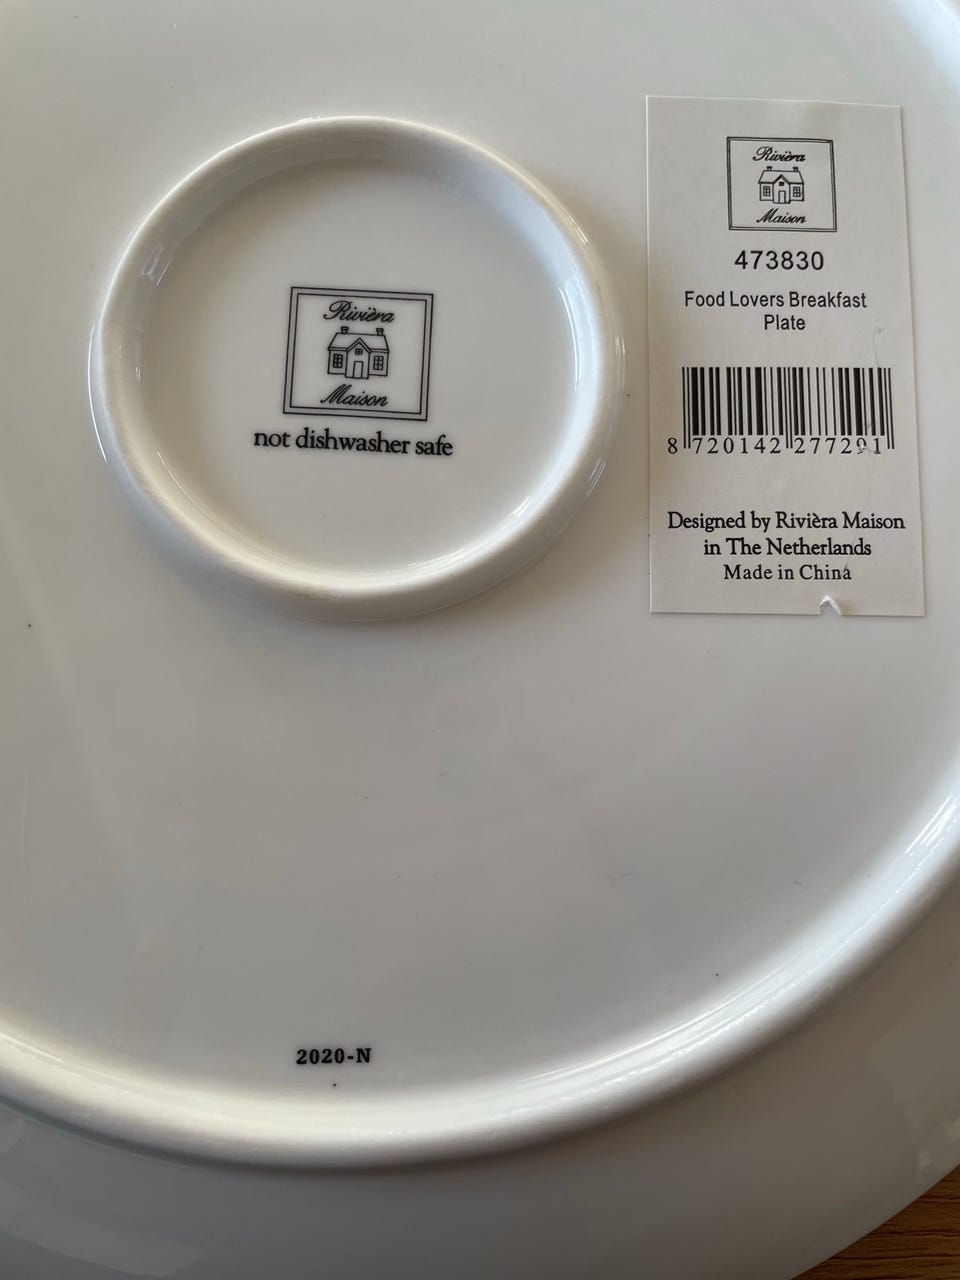 Rivièra
Maison
not dishwasher safe
Rivièra
Maison
473830
Food Lovers Breakfast
Plate
8 720142 277291
Designed by Rivièra Maison
in The Netherlands
Made in China
2020-N